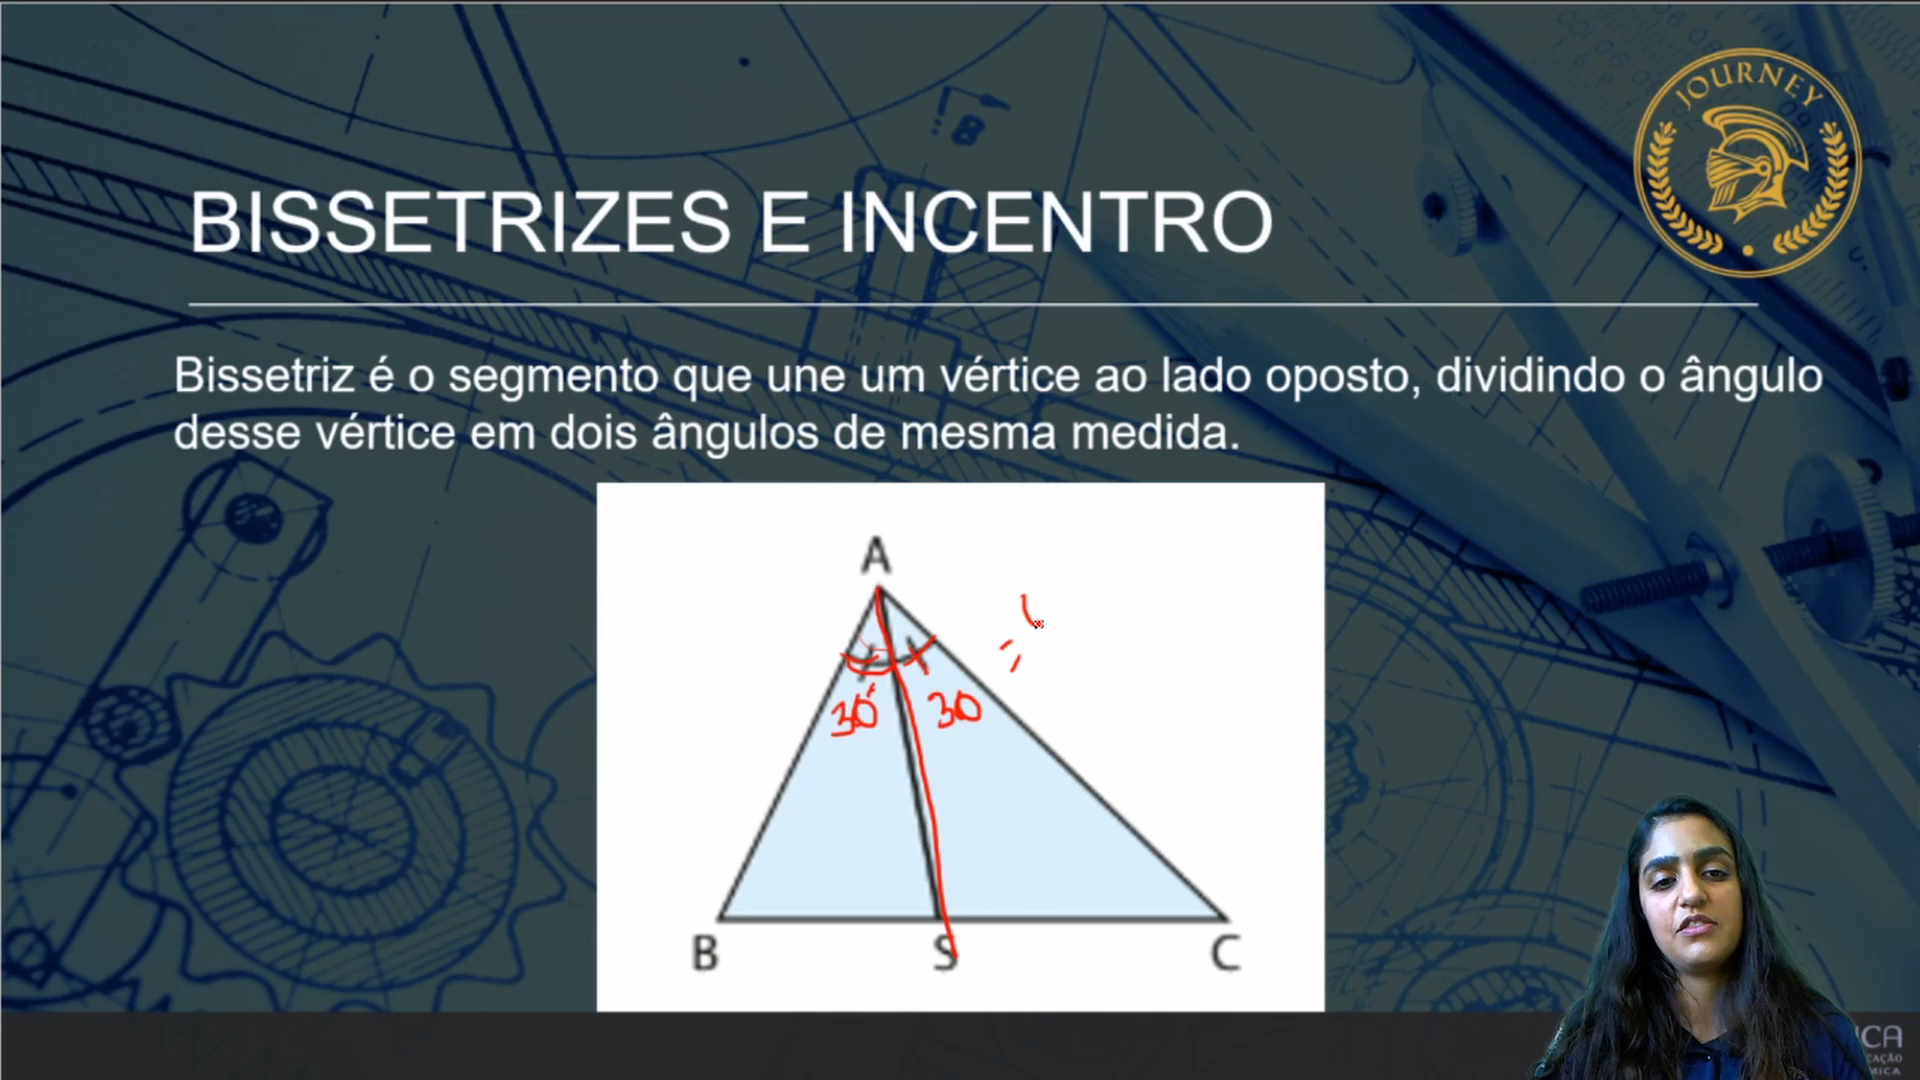 JOURNEY
BISSETRIZES E INCENTRO
Bissetriz é o segmento que une um vértice ao lado oposto, dividindo o ângulo
desse vértice em dois ângulos de mesma medida.
A
30 30
B S C